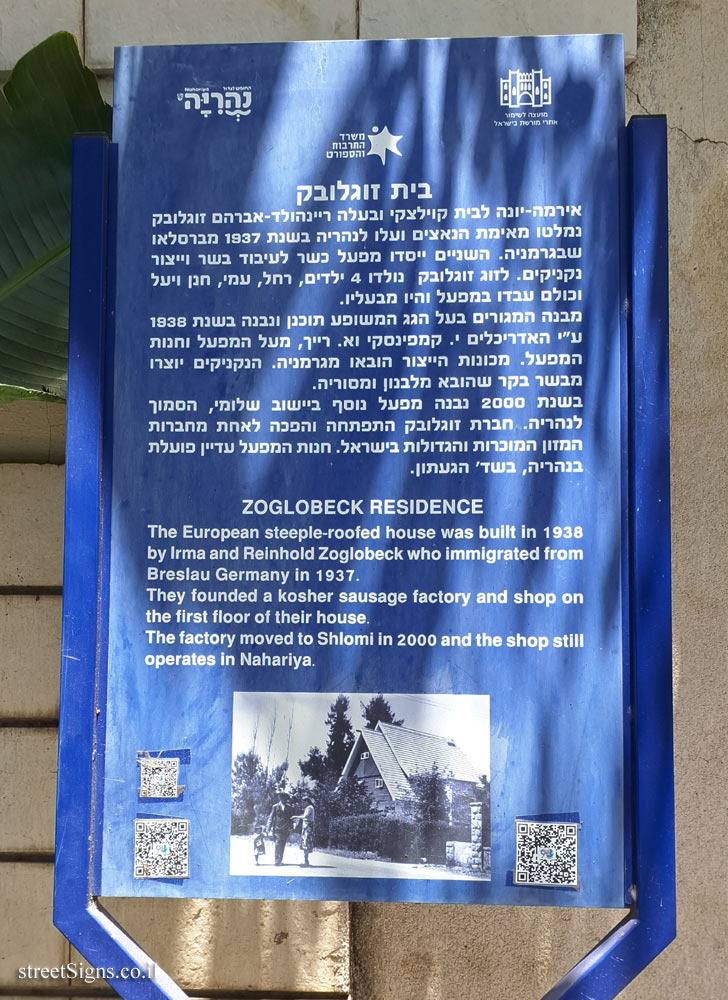 Nahariya
החופש לגדול
נהריה
מועצה לשימור
אתרי מורשת בישראל
משרד
התרבות
והספורט
בית זוגלובק
אירמה-יונה לבית קוילצקי ובעלה ריינהולד-אברהם זוגלובק
נמלטו מאימת הנאצים ועלו לנהריה בשנת 1937 מברסלאו
שבגרמניה. השניים ייסדו מפעל כשר לעיבוד בשר וייצור
נקניקים. לזוג זוגלובק נולדו 4 ילדים, רחל, עמי, חנן ויעל
וכולם עבדו במפעל והיו מבעליו.
מבנה המגורים בעל הגג המשופע תוכנן ונבנה בשנת 1938
ע״י האדריכלים י. קמפינסקי וא. רייך, מעל המפעל וחנות
המפעל. מכונות הייצור הובאו מגרמניה. הנקניקים יוצרו
מבשר בקר שהובא מלבנון ומסוריה.
בשנת 2000 נבנה מפעל נוסף ביישוב שלומי, הסמוך
לנהריה. חברת זוגלובק התפתחה והפכה לאחת מחברות
המזון המוכרות והגדולות בישראל. חנות המפעל עדיין פועלת
בנהריה, בשד׳ הגעתון.
ZOGLOBECK RESIDENCE
The European steeple-roofed house was built in 1938
by Irma and Reinhold Zoglobeck who immigrated from
Breslau Germany in 1937.
They founded a kosher sausage factory and shop on
the first floor of their house.
The factory moved to Shlomi in 2000 and the shop still
operates in Nahariya.
streetSigns.co.il